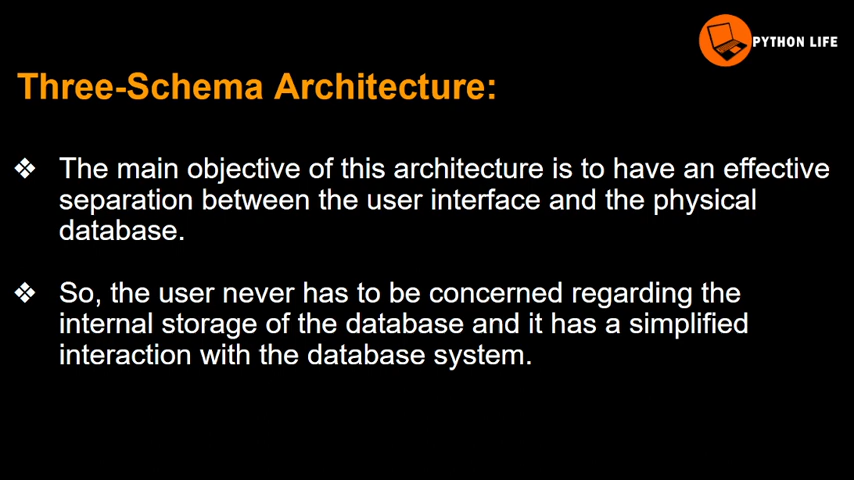 PYTHON LIFE
Three-Schema Architecture:
❖ The main objective of this architecture is to have an effective
separation between the user interface and the physical
database.
❖ So, the user never has to be concerned regarding the
internal storage of the database and it has a simplified
interaction with the database system.